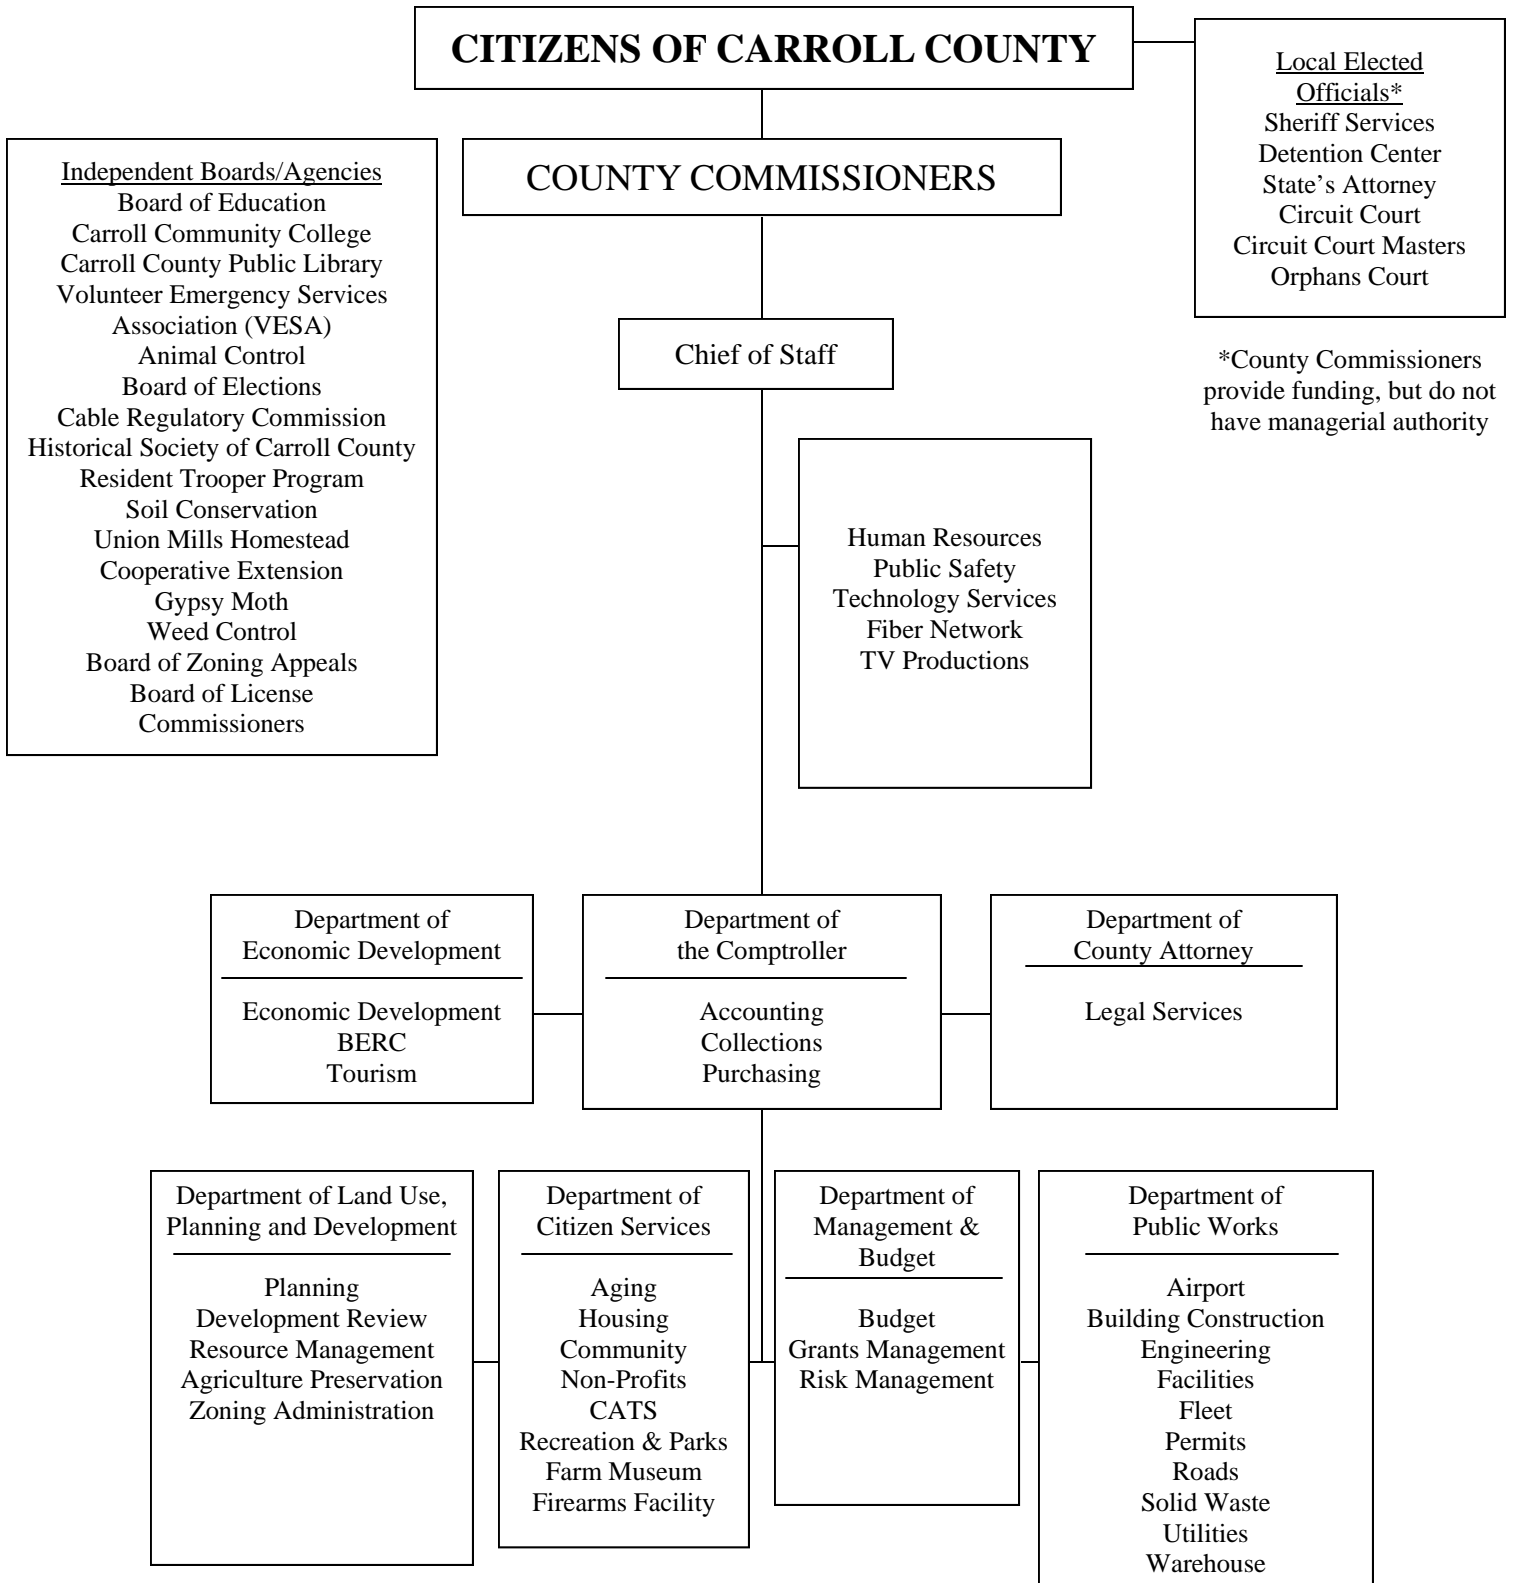 CITIZENS OF CARROLL COUNTY
Local Elected
Officials*
Sheriff Services
Detention Center
State’s Attorney
Circuit Court
Circuit Court Masters
Orphans Court
*County Commissioners
provide funding, but do not
have managerial authority
COUNTY COMMISSIONERS
Independent Boards/Agencies
Board of Education
Carroll Community College
Carroll County Public Library
Volunteer Emergency Services
Association (VESA)
Animal Control
Board of Elections
Cable Regulatory Commission
Historical Society of Carroll County
Resident Trooper Program
Soil Conservation
Union Mills Homestead
Cooperative Extension
Gypsy Moth
Weed Control
Board of Zoning Appeals
Board of License
Commissioners
Chief of Staff
Human Resources
Public Safety
Technology Services
Fiber Network
TV Productions
Department of
Economic Development
Economic Development
BERC
Tourism
Department of
the Comptroller
Accounting
Collections
Purchasing
Department of
County Attorney
Legal Services
Department of Land Use,
Planning and Development
Planning
Development Review
Resource Management
Agriculture Preservation
Zoning Administration
Department of
Citizen Services
Aging
Housing
Community
Non-Profits
CATS
Recreation & Parks
Farm Museum
Firearms Facility
Department of
Management &
Budget
Budget
Grants Management
Risk Management
Department of
Public Works
Airport
Building Construction
Engineering
Facilities
Fleet
Permits
Roads
Solid Waste
Utilities
Warehouse